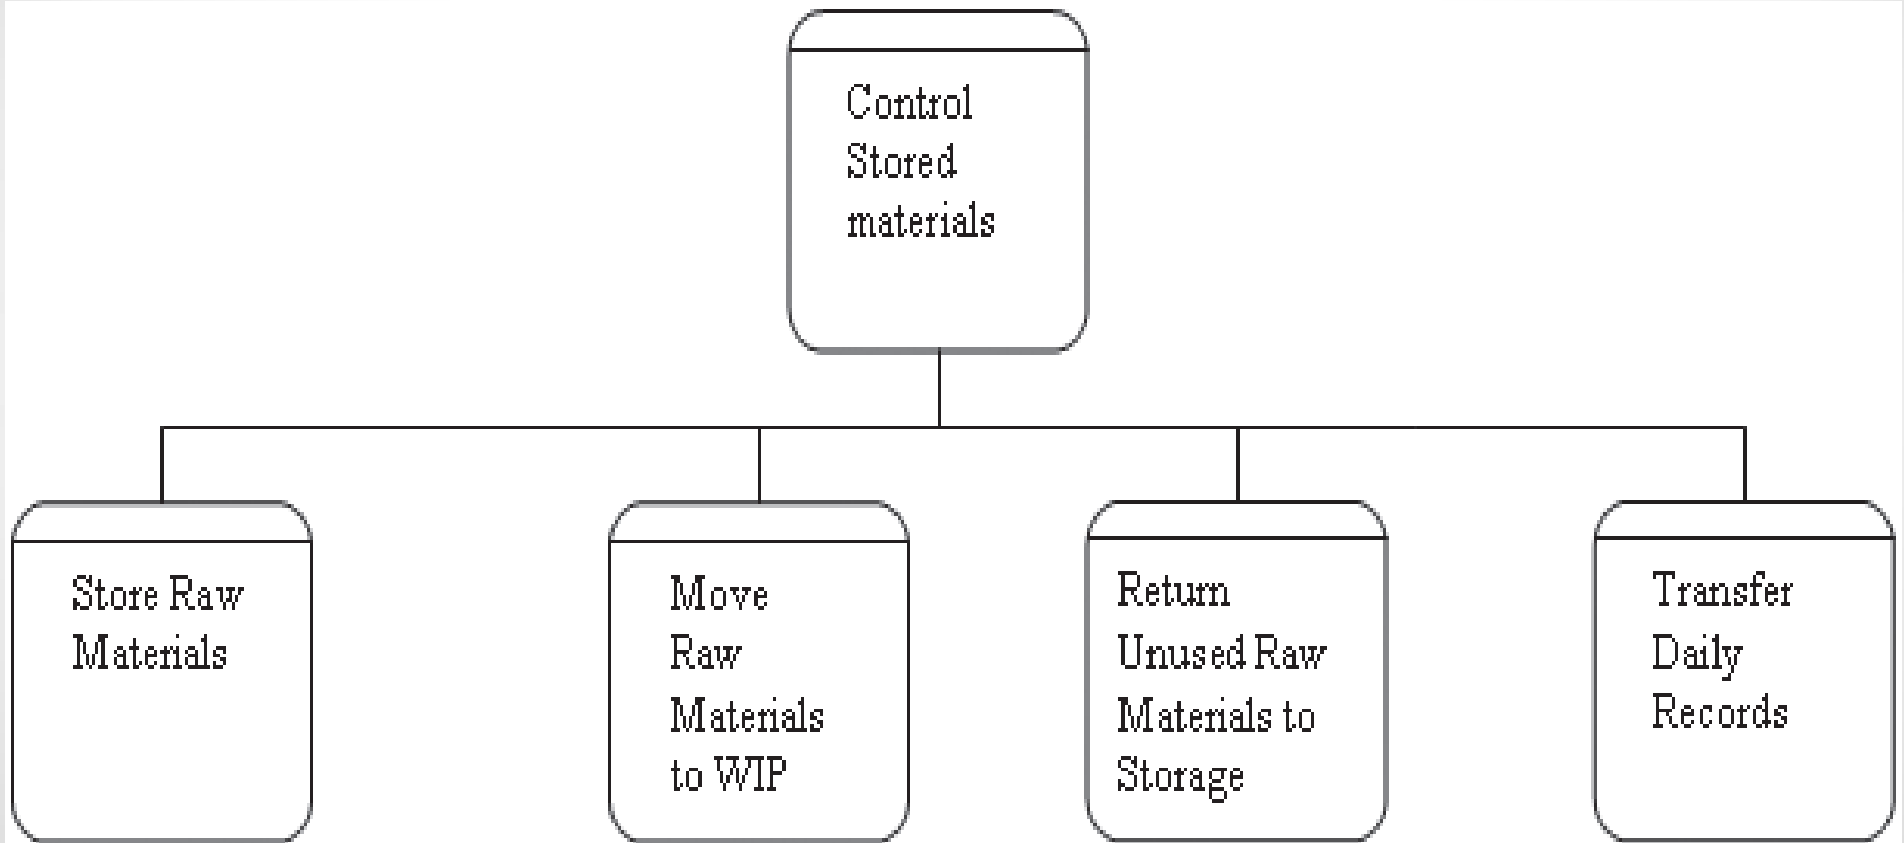 Control
Stored
materials
Store Raw
Materials
Move
Raw
Materials
to WIP
Return
Unused Raw
Materials to
Storage
Transfer
Daily
Records